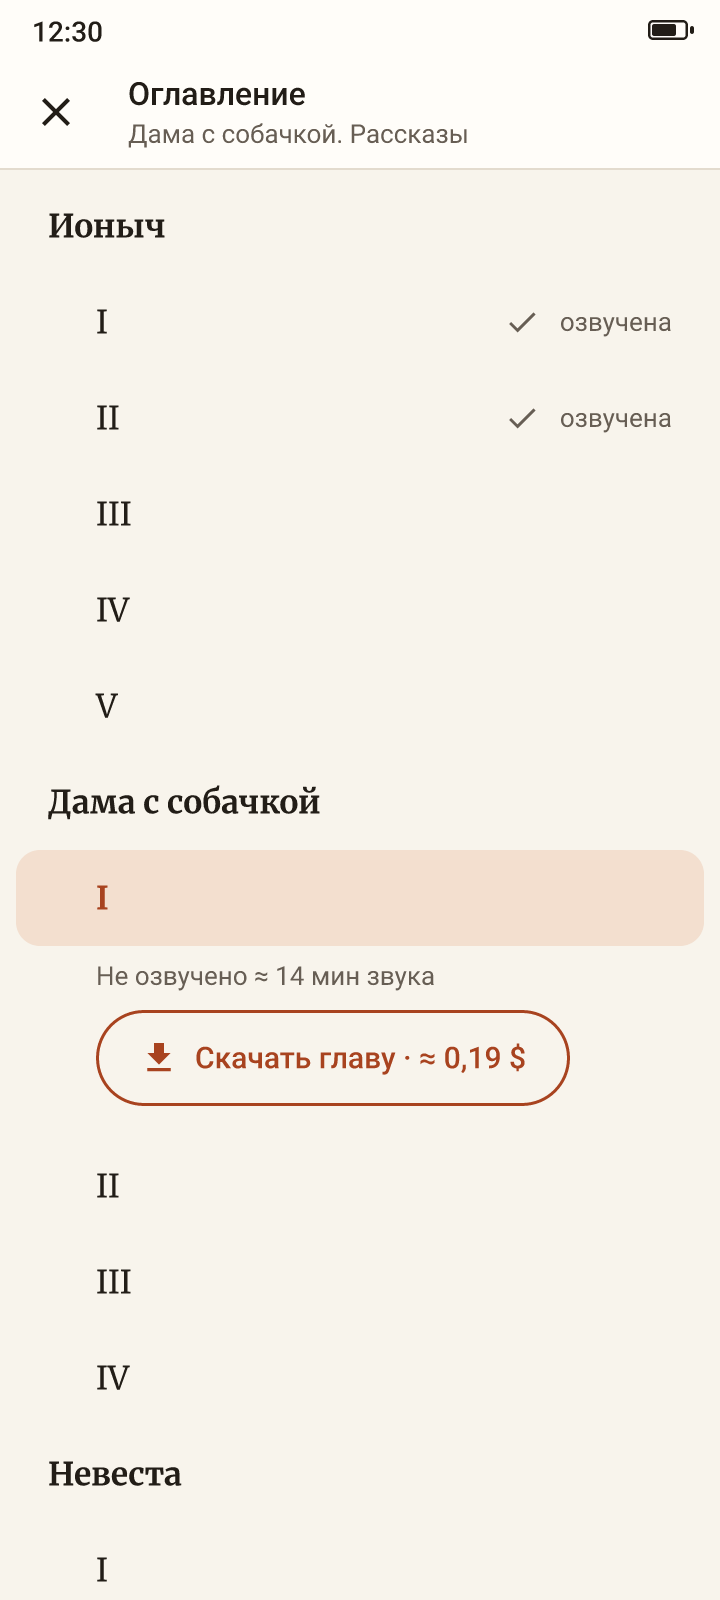 12:30
Оглавление
Дама с собачкой. Рассказы
Ионыч
I озвучена
II озвучена
III
IV
V
Дама с собачкой
I
Не озвучено ≈ 14 мин звука
Скачать главу · ≈ 0,19 $
II
III
IV
Невеста
I